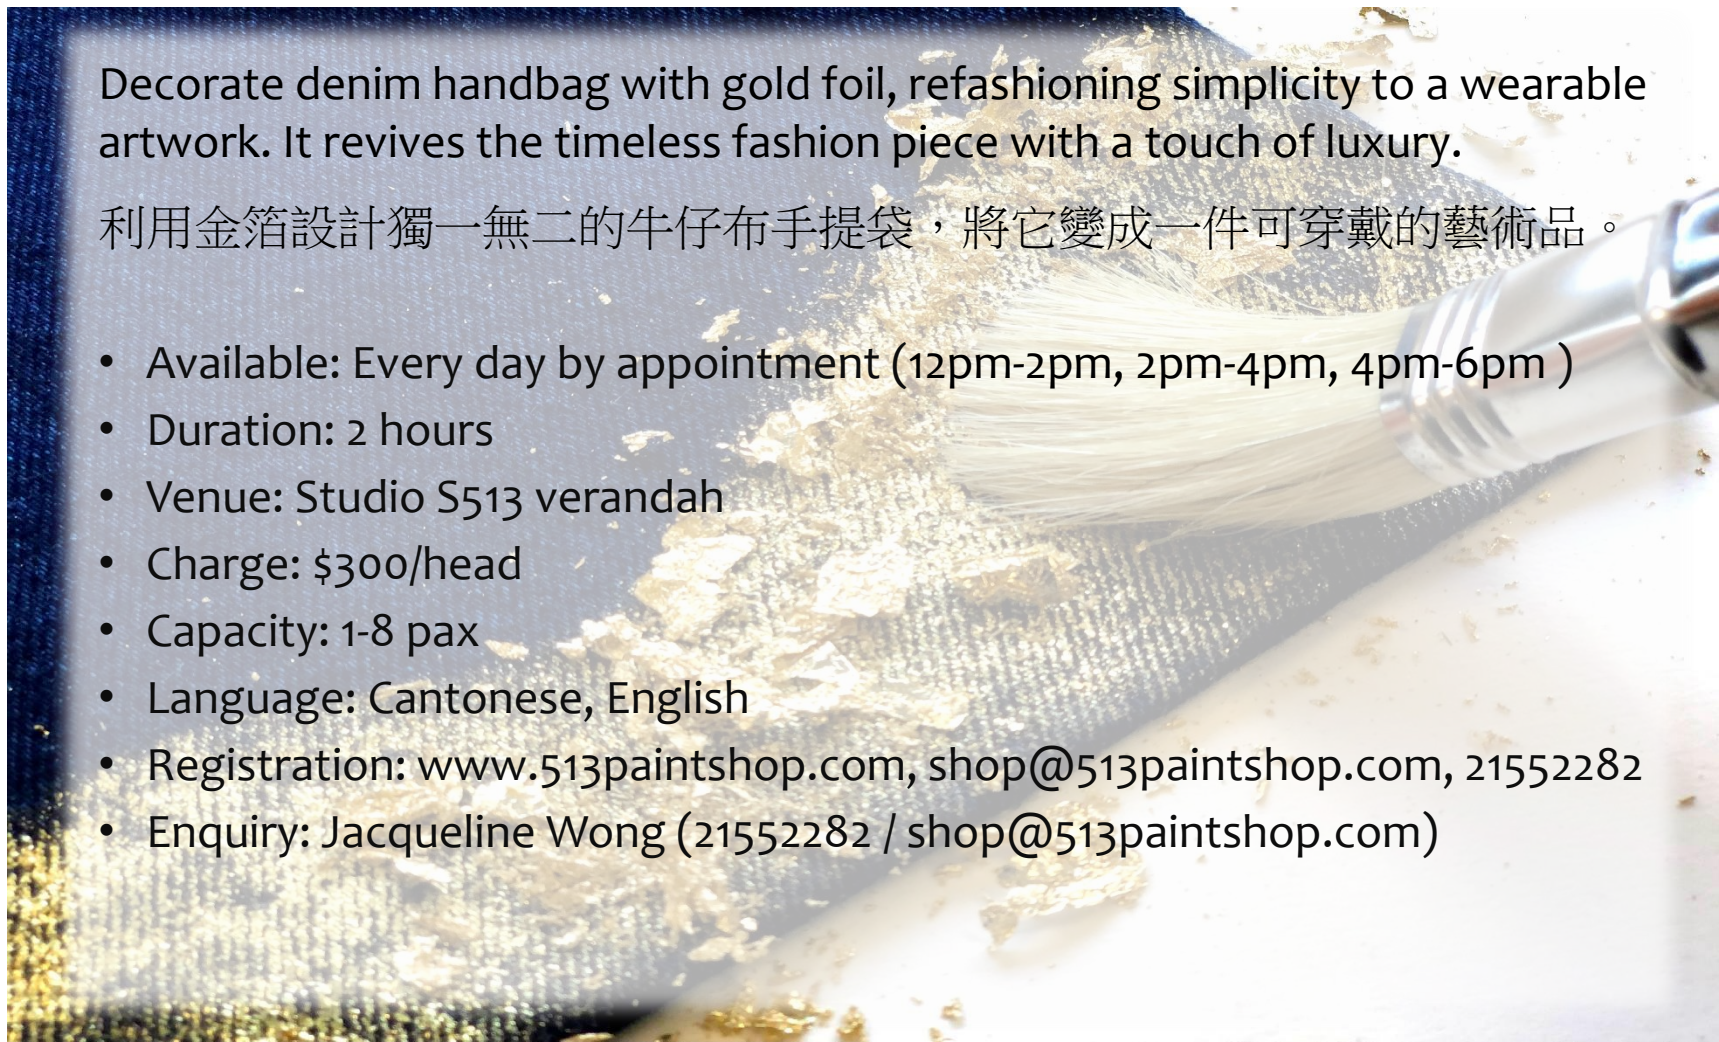 Decorate denim handbag with gold foil, refashioning simplicity to a wearable
artwork. It revives the timeless fashion piece with a touch of luxury.
利用金箔設計獨一無二的牛仔布手提袋，將它變成一件可穿戴的藝術品。
• Available: Every day by appointment (12pm-2pm, 2pm-4pm, 4pm-6pm )
• Duration: 2 hours
• Venue: Studio S513 verandah
• Charge: $300/head
• Capacity: 1-8 pax
• Language: Cantonese, English
• Registration: www.513paintshop.com, shop@513paintshop.com, 21552282
• Enquiry: Jacqueline Wong (21552282 / shop@513paintshop.com)